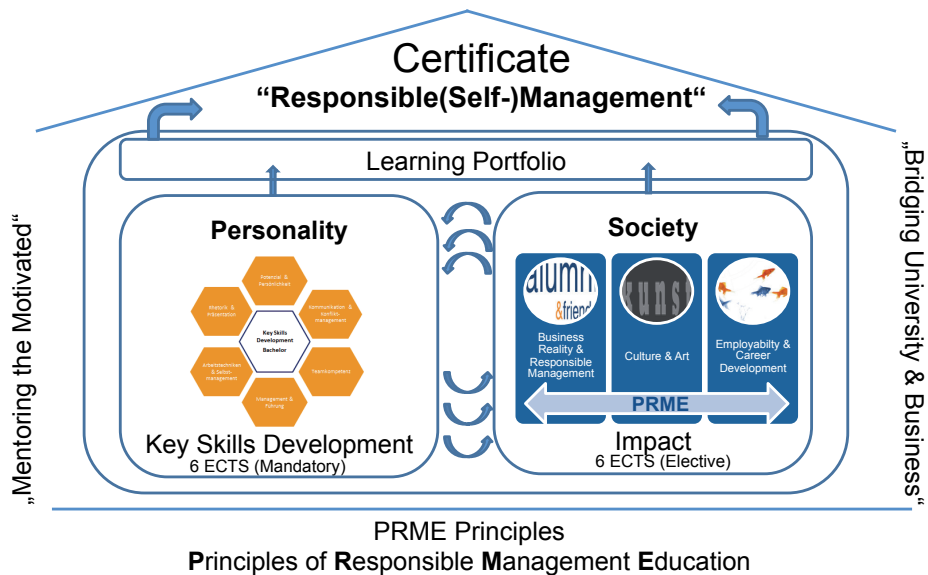 Certificate
“Responsible(Self-)Management“
Learning Portfolio
„Mentoring the Motivated“
„Bridging University & Business“
Personality
Potential &
Persönlichkeit
Rhetorik &
Präsentation
Kommunikation &
Konflikt-
management
Key Skills
Development
Bachelor
Arbeitstechniken
& Selbst-
management
Teamkompetenz
Management &
Führung
Key Skills Development
6 ECTS (Mandatory)
Society
alumni
&friend
kunst
Business
Reality &
Responsible
Management
Culture & Art
Employabilty &
Career
Development
PRME
Impact
6 ECTS (Elective)
PRME Principles
Principles of Responsible Management Education